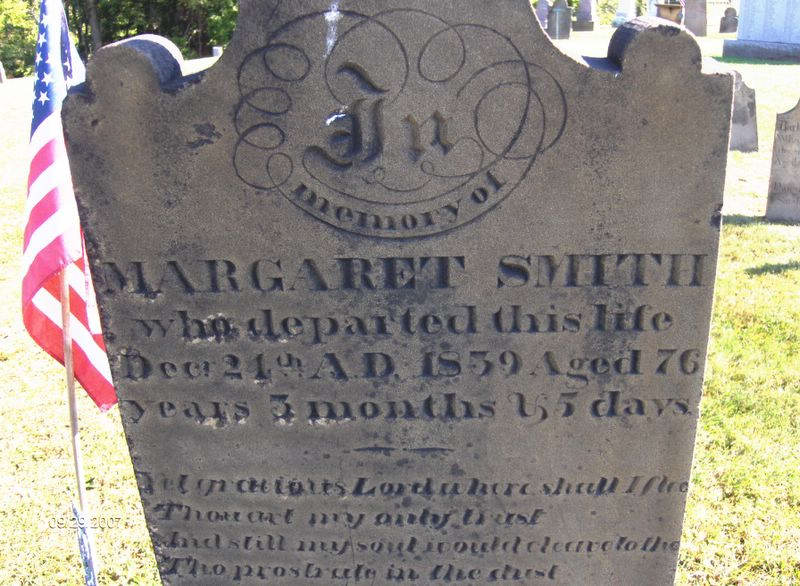 In
memory of
MARGARET SMITH
who departed this life
Decr 24th A.D. 1839 Aged 76
years 3 months & 5 days.
Yet gracious Lord where shall I flee
Thou art my only trust
And still my soul would cleave to the
Tho prostrate in the dust
09.29.2007